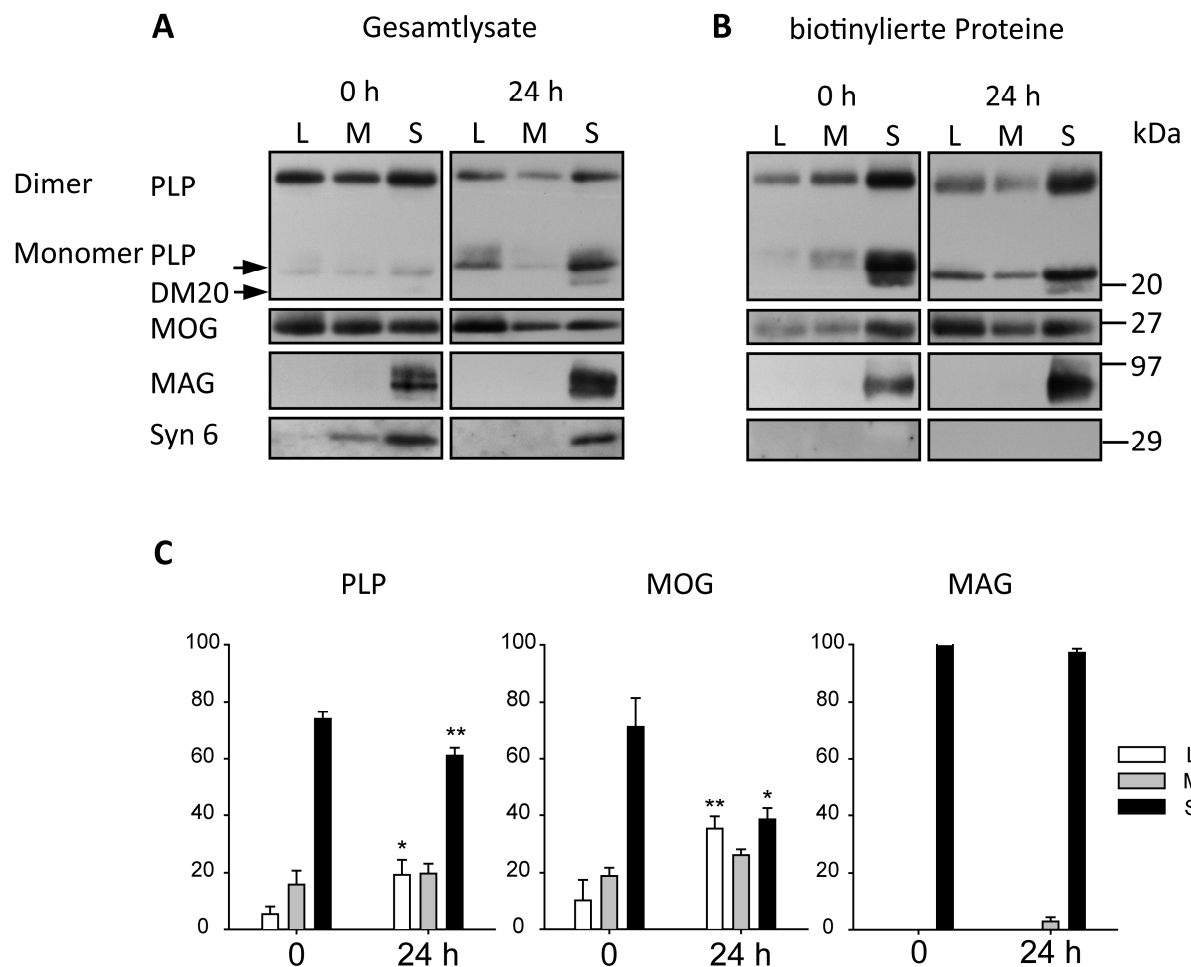 A Gesamtlysate
B biotinylierte Proteine
0 h 24 h
0 h 24 h
L M S L M S
L M S L M S kDa
Dimer PLP
Monomer PLP
DM20
MOG
MAG
Syn 6
20
27
97
29
C
PLP MOG MAG
100 100 100
80 80 80
60 60 60
40 40 40
20 20 20
0 0 0
** ** *
*
0 24 h 0 24 h 0 24 h
L
M
S